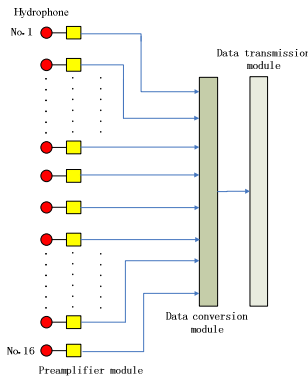 Hydrophone
No.1
Data transmission
module
Data conversion
module
No.16
Preamplifier module